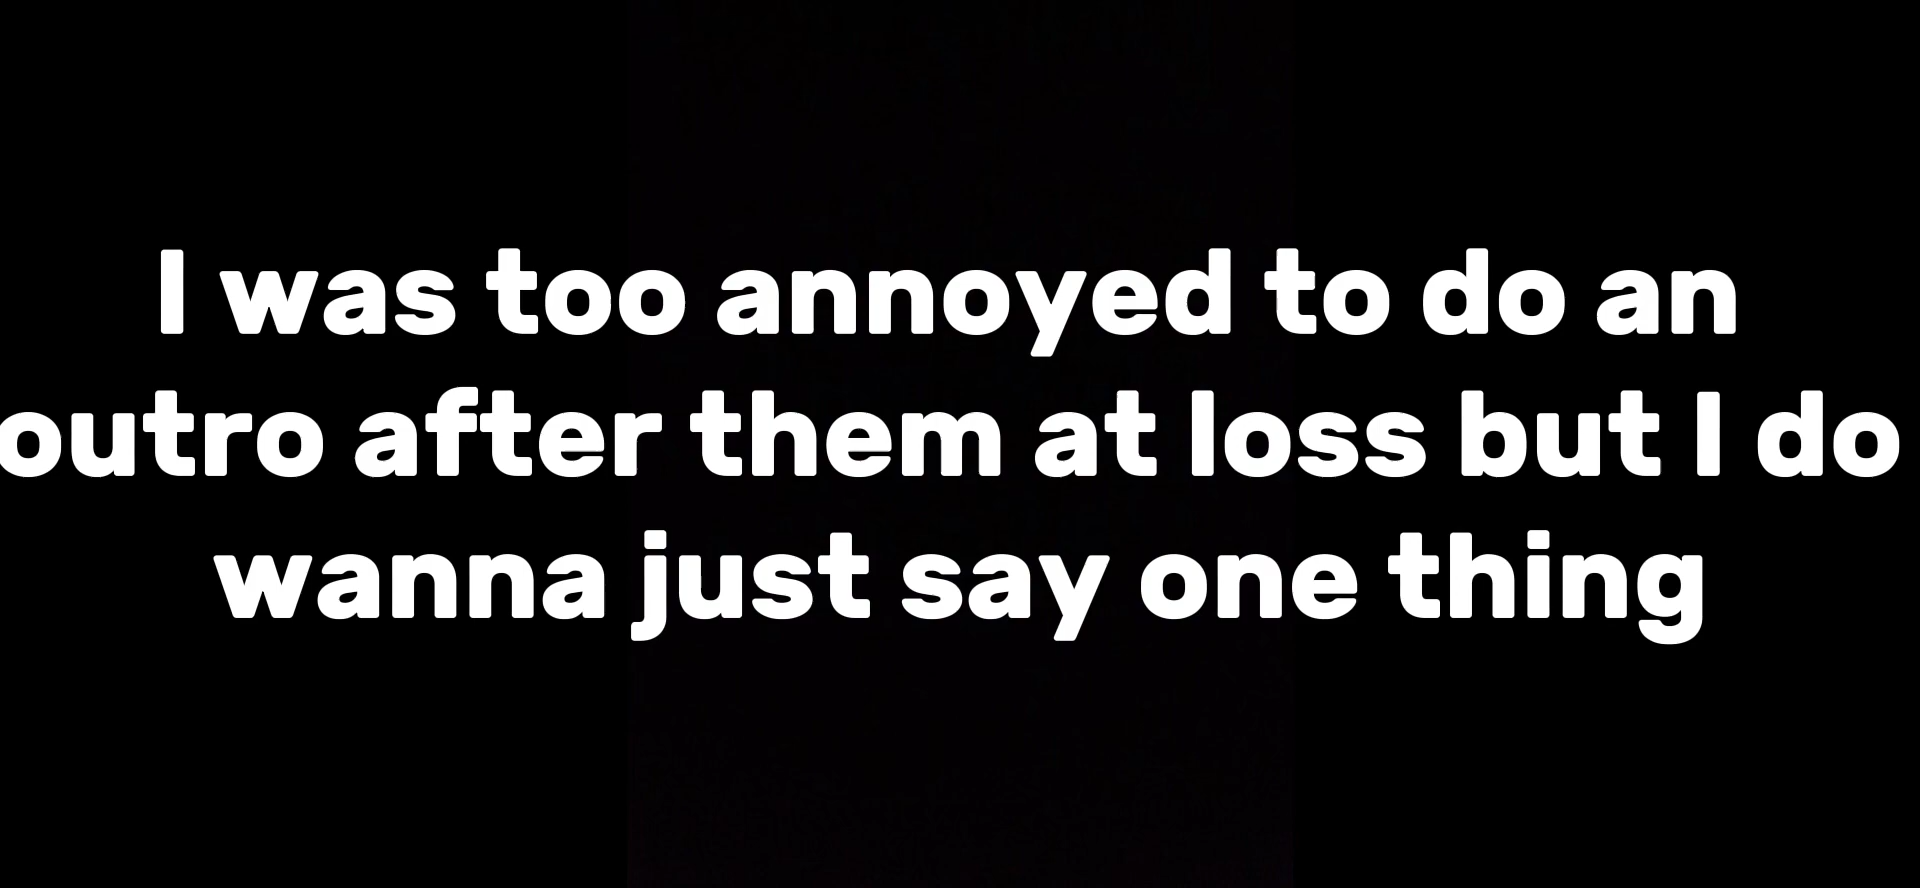 I was too annoyed to do an
outro after them at loss but I do
wanna just say one thing